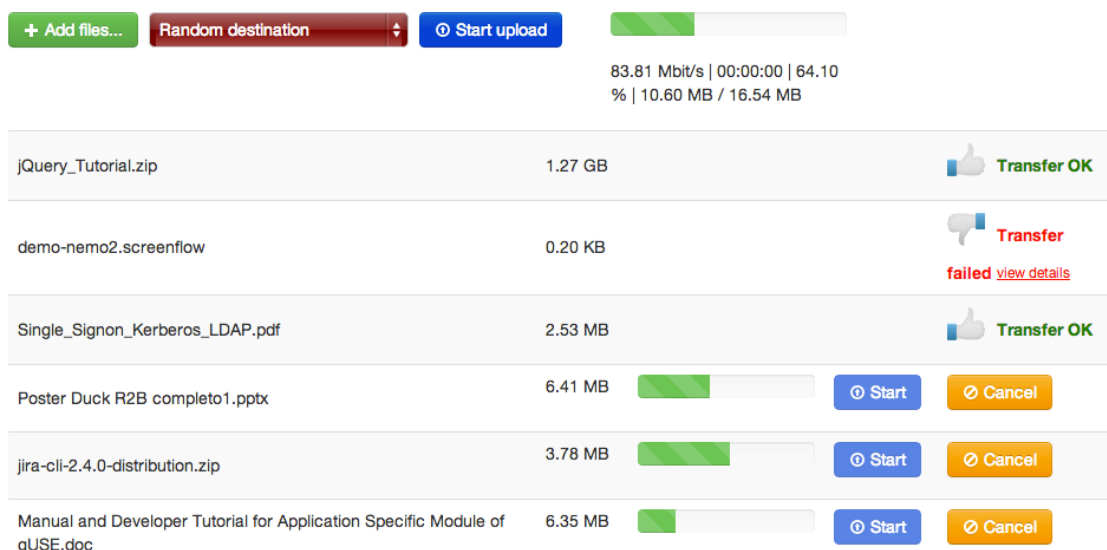 + Add files... Random destination Start upload
83.81 Mbit/s | 00:00:00 | 64.10
% | 10.60 MB / 16.54 MB
jQuery_Tutorial.zip 1.27 GB Transfer OK
demo-nemo2.screenflow 0.20 KB Transfer
failed view details
Single_Signon_Kerberos_LDAP.pdf 2.53 MB Transfer OK
Poster Duck R2B completo1.pptx 6.41 MB Start Cancel
jira-cli-2.4.0-distribution.zip 3.78 MB Start Cancel
Manual and Developer Tutorial for Application Specific Module of 6.35 MB Start Cancel
gUSE.doc